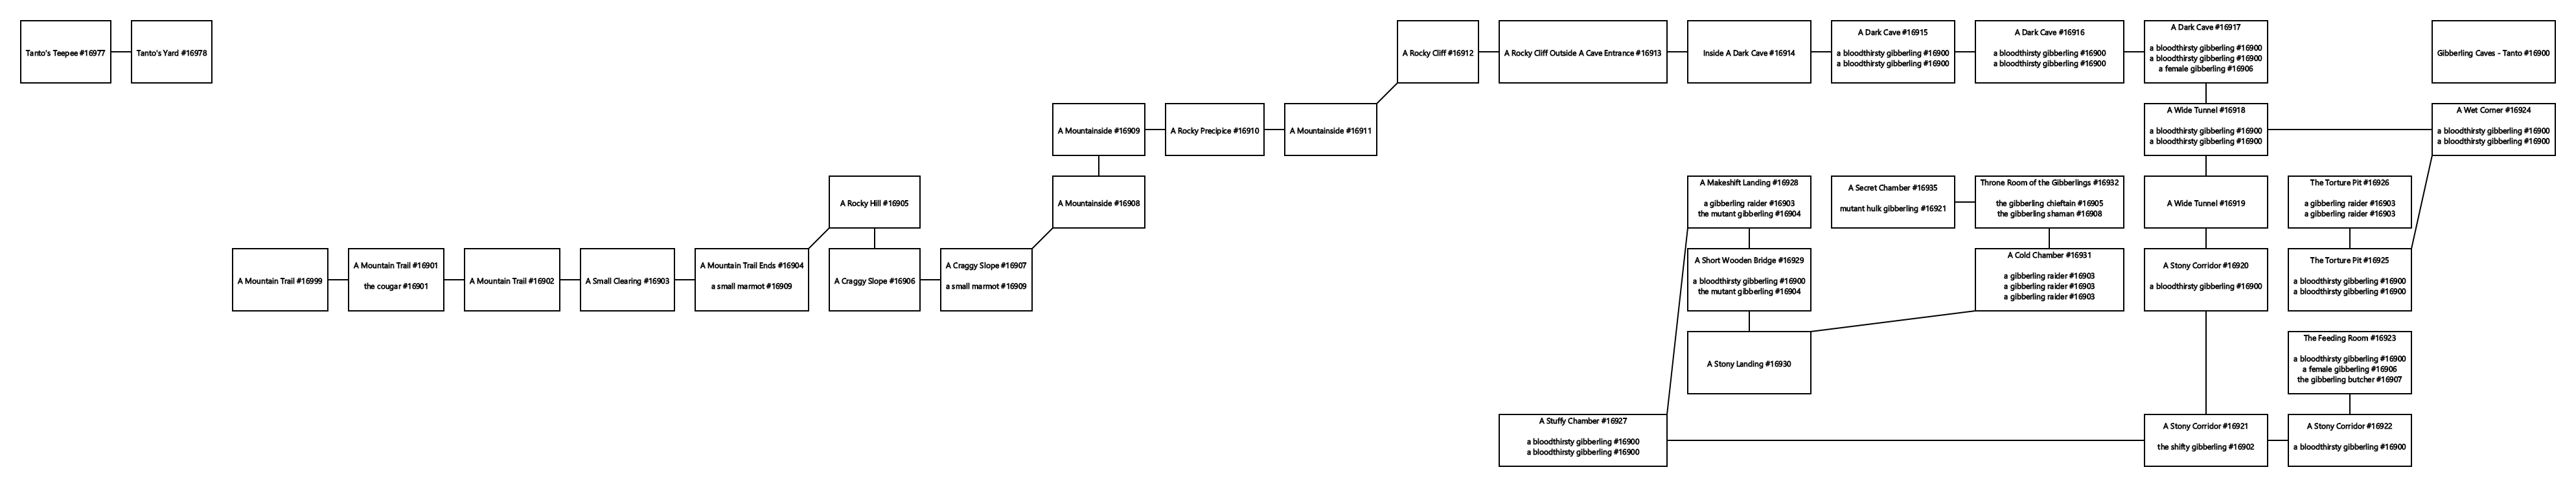 Tanto's Teepee #16977
Tanto's Yard #16978
A Rocky Cliff #16912
A Rocky Cliff Outside A Cave Entrance #16913
Inside A Dark Cave #16914
A Dark Cave #16915
a bloodthirsty gibberling #16900
a bloodthirsty gibberling #16900
A Dark Cave #16916
a bloodthirsty gibberling #16900
a bloodthirsty gibberling #16900
A Dark Cave #16917
a bloodthirsty gibberling #16900
a bloodthirsty gibberling #16900
a female gibberling #16906
Gibberling Caves - Tanto #16900
A Mountainside #16909
A Rocky Precipice #16910
A Mountainside #16911
A Wide Tunnel #16918
a bloodthirsty gibberling #16900
a bloodthirsty gibberling #16900
A Wet Corner #16924
a bloodthirsty gibberling #16900
a bloodthirsty gibberling #16900
A Rocky Hill #16905
A Mountainside #16908
A Makeshift Landing #16928
a gibberling raider #16903
the mutant gibberling #16904
A Secret Chamber #16935
mutant hulk gibberling #16921
Throne Room of the Gibberlings #16932
the gibberling chieftain #16905
the gibberling shaman #16908
A Wide Tunnel #16919
The Torture Pit #16926
a gibberling raider #16903
a gibberling raider #16903
A Mountain Trail #16999
A Mountain Trail #16901
the cougar #16901
A Mountain Trail #16902
A Small Clearing #16903
A Mountain Trail Ends #16904
a small marmot #16909
A Craggy Slope #16906
A Craggy Slope #16907
a small marmot #16909
A Short Wooden Bridge #16929
a bloodthirsty gibberling #16900
the mutant gibberling #16904
A Cold Chamber #16931
a gibberling raider #16903
a gibberling raider #16903
a gibberling raider #16903
A Stony Corridor #16920
a bloodthirsty gibberling #16900
The Torture Pit #16925
a bloodthirsty gibberling #16900
a bloodthirsty gibberling #16900
A Stony Landing #16930
The Feeding Room #16923
a bloodthirsty gibberling #16900
a female gibberling #16906
the gibberling butcher #16907
A Stuffy Chamber #16927
a bloodthirsty gibberling #16900
a bloodthirsty gibberling #16900
A Stony Corridor #16921
the shifty gibberling #16902
A Stony Corridor #16922
a bloodthirsty gibberling #16900